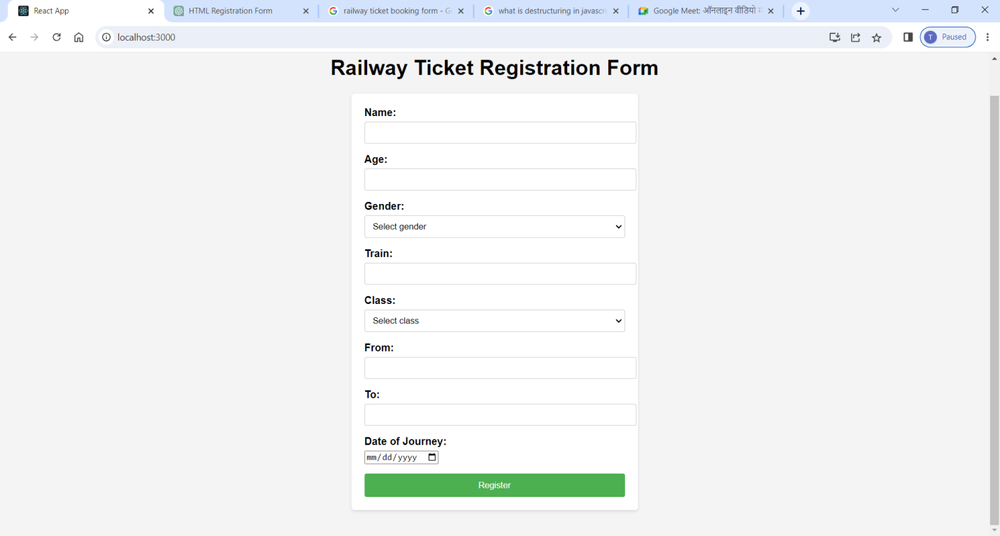 React App
HTML Registration Form
railway ticket booking form - G
what is destructuring in javascri
Google Meet: ऑनलाइन वीडियो
localhost:3000
T Paused
Railway Ticket Registration Form
Name:
Age:
Gender:
Select gender
Train:
Class:
Select class
From:
To:
Date of Journey:
mm/dd/yyyy
Register